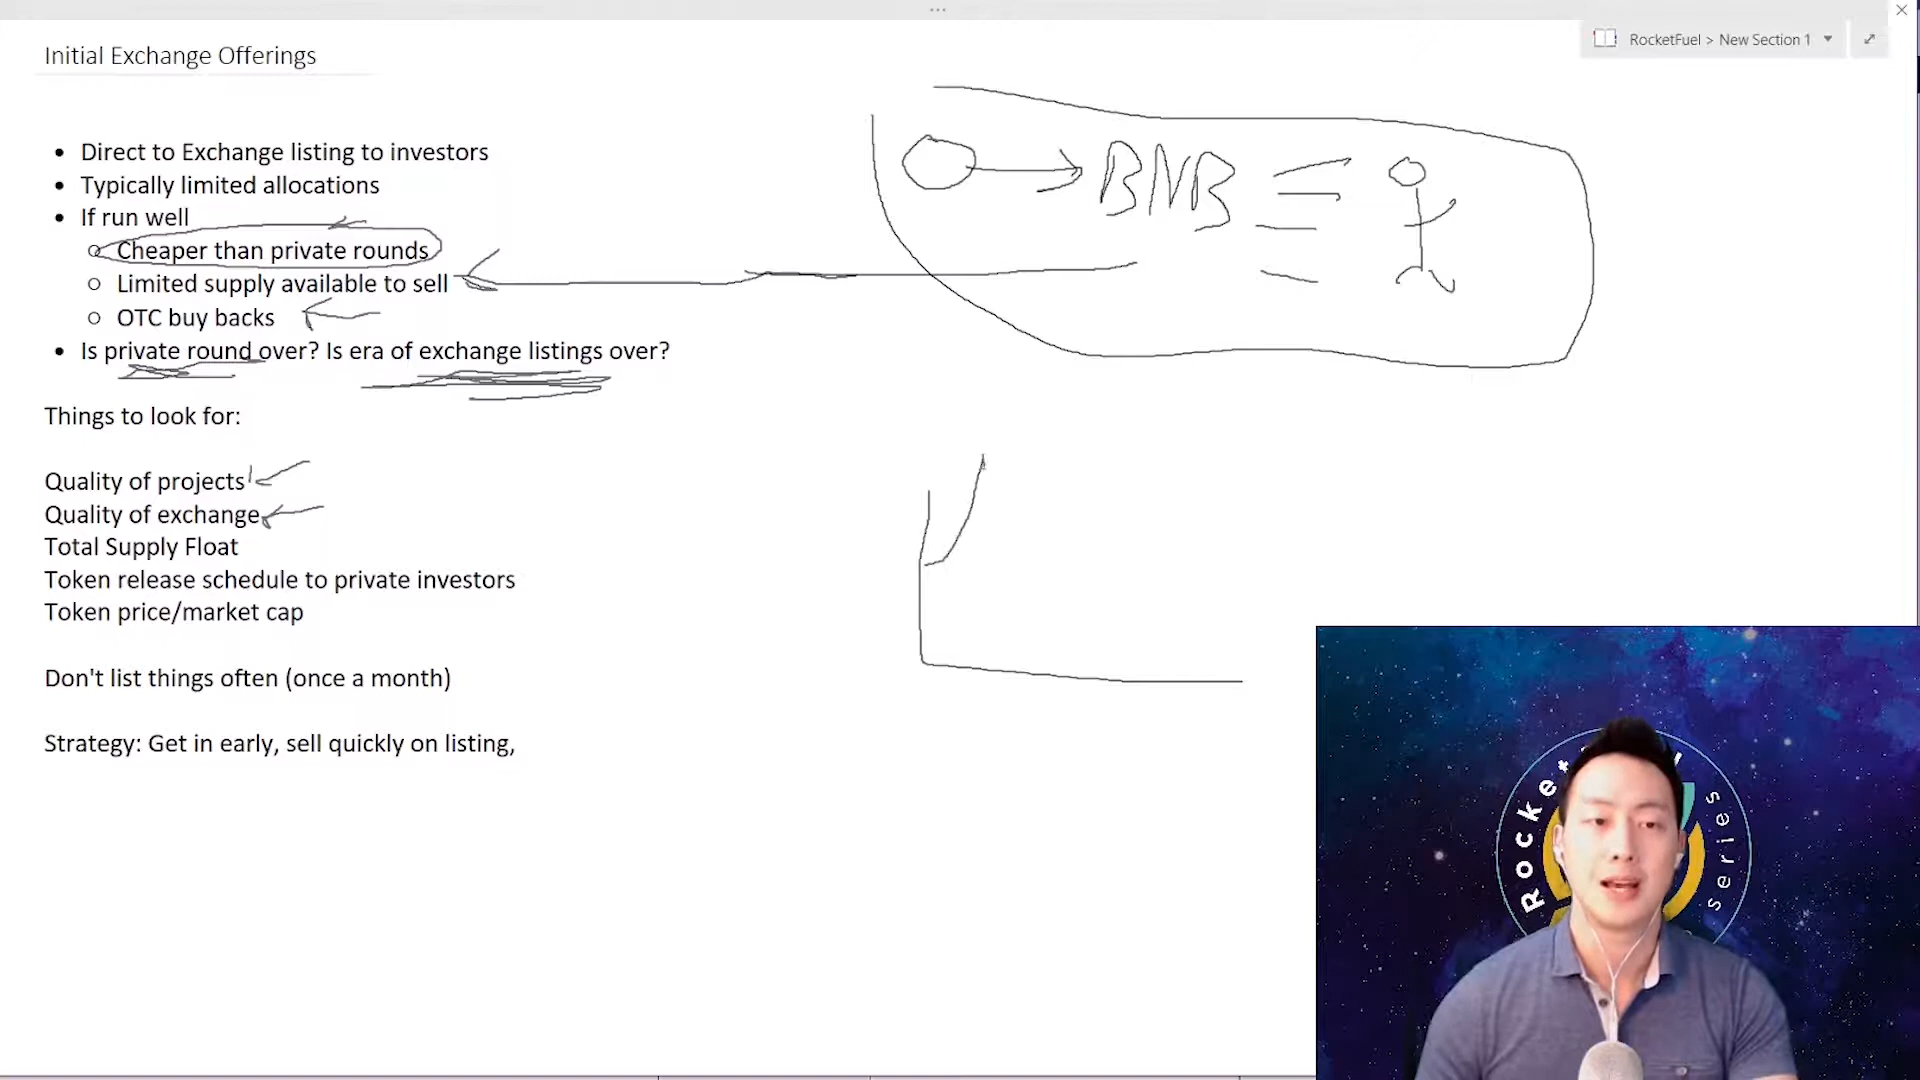 RocketFuel > New Section 1
Initial Exchange Offerings
• Direct to Exchange listing to investors
• Typically limited allocations
• If run well
○ Cheaper than private rounds
○ Limited supply available to sell
○ OTC buy backs
• Is private round over? Is era of exchange listings over?
Things to look for:
Quality of projects
Quality of exchange
Total Supply Float
Token release schedule to private investors
Token price/market cap
Don't list things often (once a month)
Strategy: Get in early, sell quickly on listing,
BNB
Rocket
series